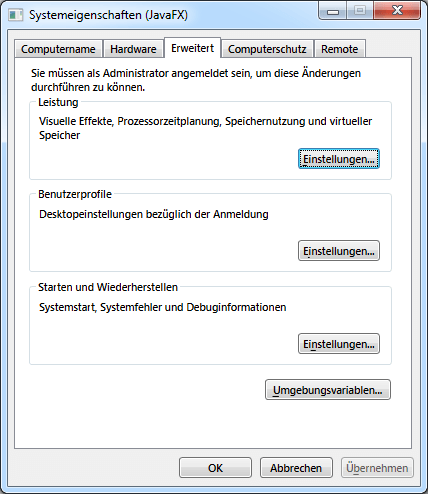 Systemeigenschaften (JavaFX)
Computername Hardware Erweitert Computerschutz Remote
Sie müssen als Administrator angemeldet sein, um diese Änderungen
durchführen zu können.
Leistung
Visuelle Effekte, Prozessorzeitplanung, Speichernutzung und virtueller
Speicher
Einstellungen...
Benutzerprofile
Desktopeinstellungen bezüglich der Anmeldung
Einstellungen...
Starten und Wiederherstellen
Systemstart, Systemfehler und Debuginformationen
Einstellungen...
Umgebungsvariablen...
OK Abbrechen Übernehmen